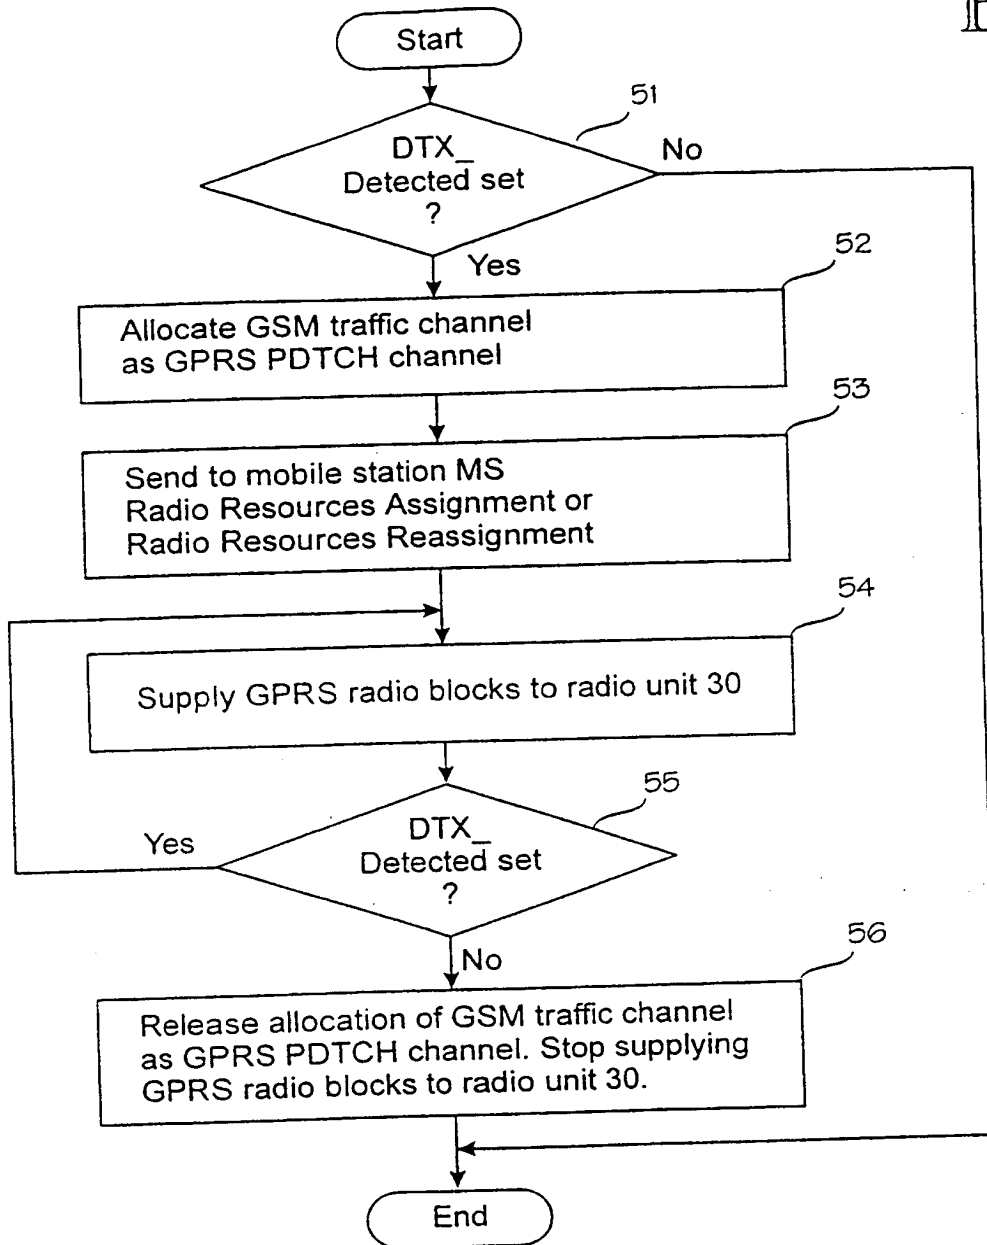 Start
51
DTX_
Detected set
?
No
Yes
52
Allocate GSM traffic channel
as GPRS PDTCH channel
53
Send to mobile station MS
Radio Resources Assignment or
Radio Resources Reassignment
54
Supply GPRS radio blocks to radio unit 30
55
DTX_
Detected set
?
Yes
No
56
Release allocation of GSM traffic channel
as GPRS PDTCH channel. Stop supplying
GPRS radio blocks to radio unit 30.
End